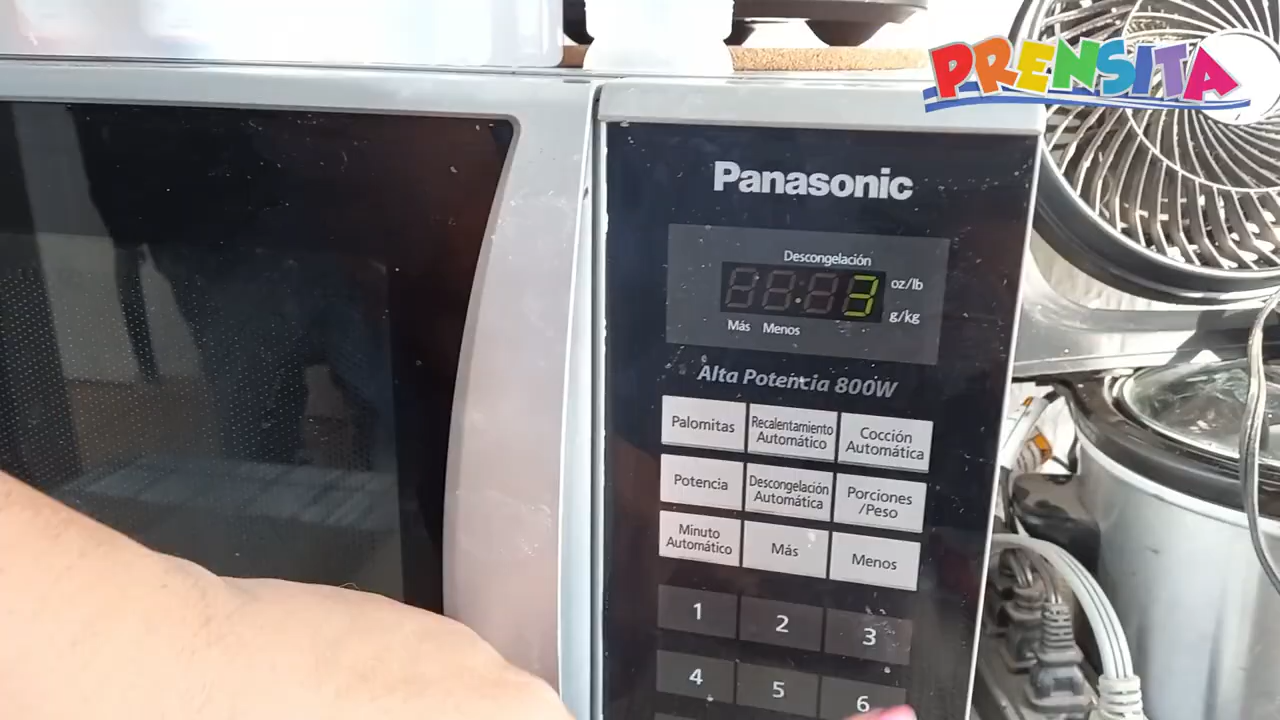 PRENSITA
Panasonic
Descongelación
3
oz/lb
g/kg
Más Menos
Alta Potencia 800W
Palomitas
Recalentamiento
Automático
Cocción
Automática
Potencia
Descongelación
Automática
Porciones
/Peso
Minuto
Automático
Más
Menos
1
2
3
4
5
6